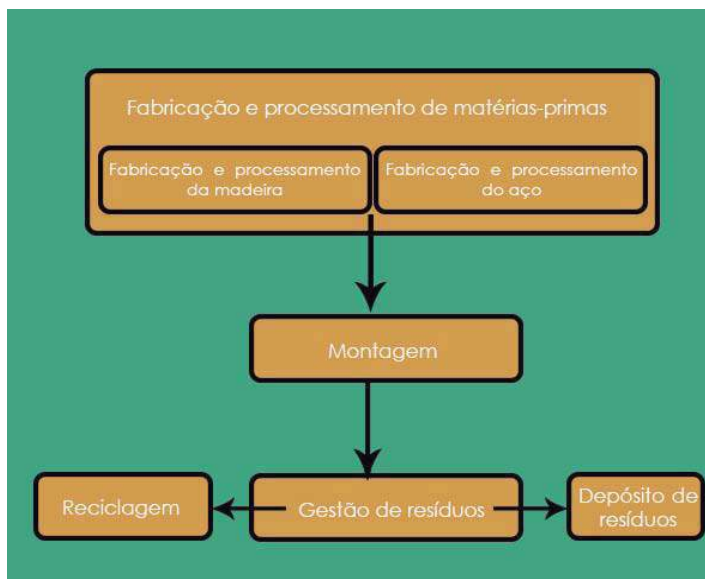 Fabricação e processamento de matérias-primas
Fabricação e processamento
da madeira
Fabricação e processamento
do aço
Montagem
Reciclagem
Gestão de resíduos
Depósito de
resíduos